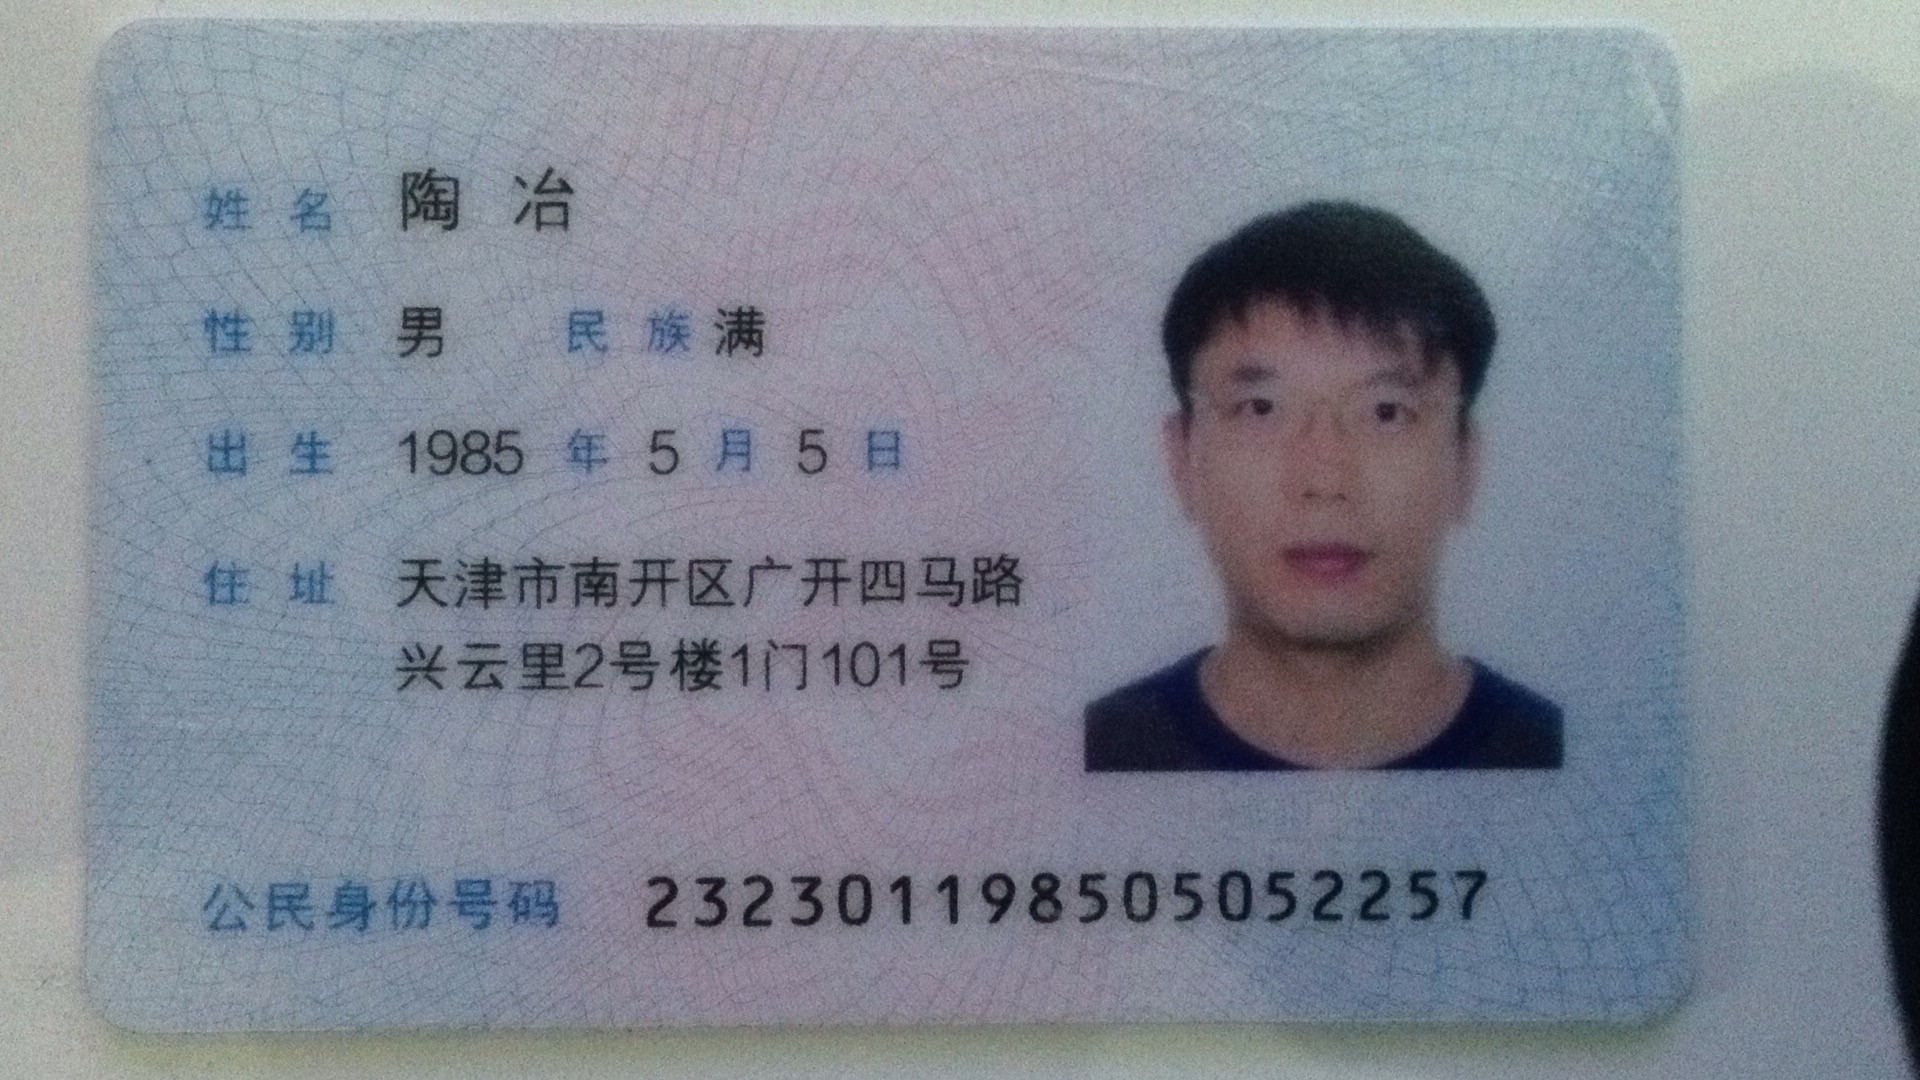 姓名 陶冶
性别 男 民族 满
出生 1985 年 5 月 5 日
住址 天津市南开区广开四马路
兴云里2号楼1门101号
公民身份号码 232301198505052257